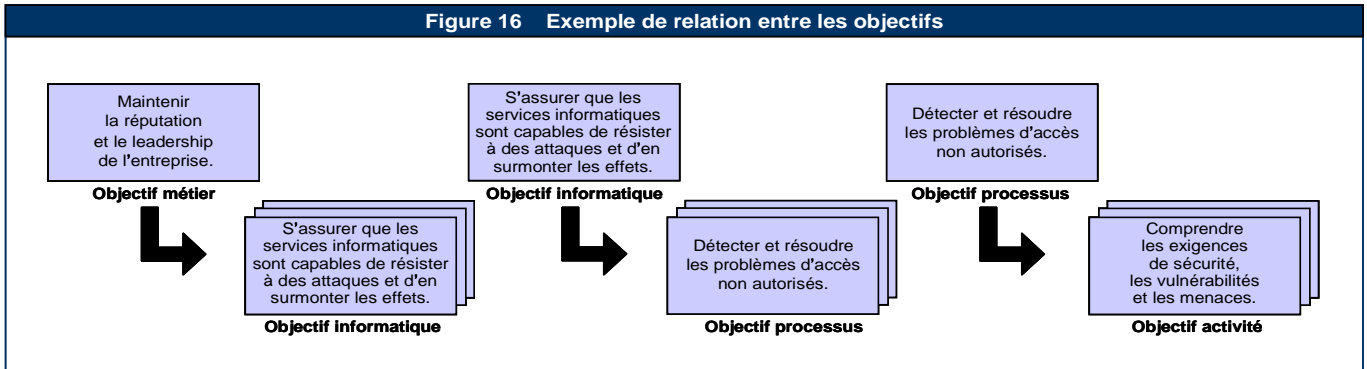 Figure 16 Exemple de relation entre les objectifs
Maintenir
la réputation
et le leadership
de l'entreprise.
Objectif métier
S'assurer que les
services informatiques
sont capables de résister
à des attaques et d'en
surmonter les effets.
Objectif informatique
S'assurer que les
services informatiques
sont capables de résister
à des attaques et d'en
surmonter les effets.
Objectif informatique
Détecter et résoudre
les problèmes d'accès
non autorisés.
Objectif processus
Détecter et résoudre
les problèmes d'accès
non autorisés.
Objectif processus
Comprendre
les exigences
de sécurité,
les vulnérabilités
et les menaces.
Objectif activité